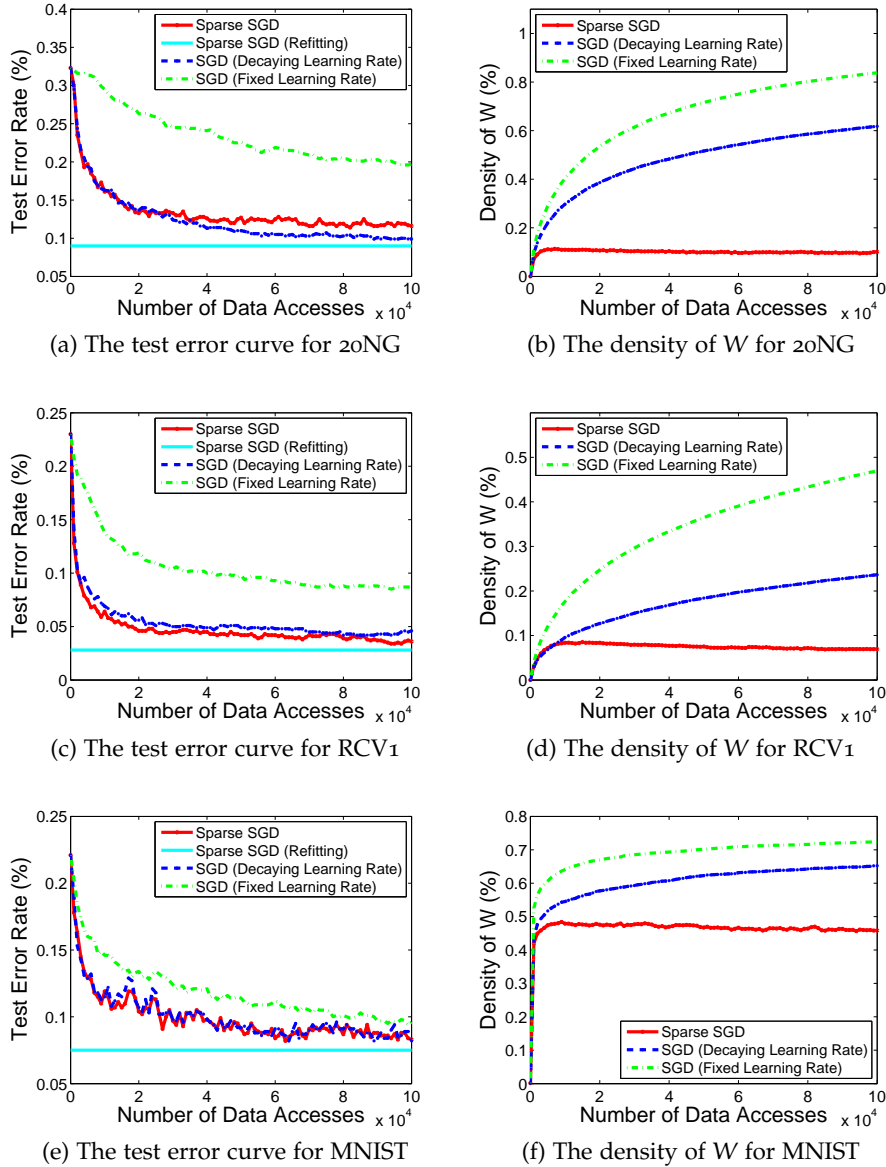 0.4
0.35
0.3
0.25
0.2
0.15
0.1
0.05
Test Error Rate (%)
Sparse SGD
Sparse SGD (Refitting)
SGD (Decaying Learning Rate)
SGD (Fixed Learning Rate)
0 2 4 6 8 10
Number of Data Accesses x 10^4
(a) The test error curve for 20NG
1
0.8
0.6
0.4
0.2
0
Density of W (%)
Sparse SGD
SGD (Decaying Learning Rate)
SGD (Fixed Learning Rate)
0 2 4 6 8 10
Number of Data Accesses x 10^4
(b) The density of W for 20NG
0.25
0.2
0.15
0.1
0.05
0
Test Error Rate (%)
Sparse SGD
Sparse SGD (Refitting)
SGD (Decaying Learning Rate)
SGD (Fixed Learning Rate)
0 2 4 6 8 10
Number of Data Accesses x 10^4
(c) The test error curve for RCV1
0.5
0.4
0.3
0.2
0.1
0
Density of W (%)
Sparse SGD
SGD (Decaying Learning Rate)
SGD (Fixed Learning Rate)
0 2 4 6 8 10
Number of Data Accesses x 10^4
(d) The density of W for RCV1
0.25
0.2
0.15
0.1
0.05
Test Error Rate (%)
Sparse SGD
Sparse SGD (Refitting)
SGD (Decaying Learning Rate)
SGD (Fixed Learning Rate)
0 2 4 6 8 10
Number of Data Accesses x 10^4
(e) The test error curve for MNIST
0.8
0.7
0.6
0.5
0.4
0.3
0.2
0.1
0
Density of W (%)
Sparse SGD
SGD (Decaying Learning Rate)
SGD (Fixed Learning Rate)
0 2 4 6 8 10
Number of Data Accesses x 10^4
(f) The density of W for MNIST